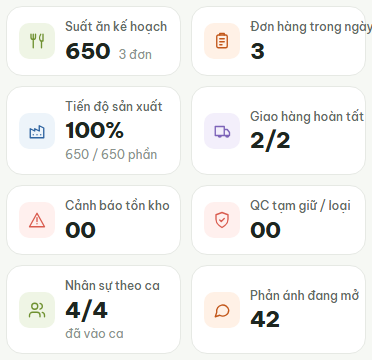 Suất ăn kế hoạch
650 3 đơn
Đơn hàng trong ngày
3
Tiến độ sản xuất
100%
650 / 650 phần
Giao hàng hoàn tất
2/2
Cảnh báo tồn kho
00
QC tạm giữ / loại
00
Nhân sự theo ca
4/4
đã vào ca
Phản ánh đang mở
42